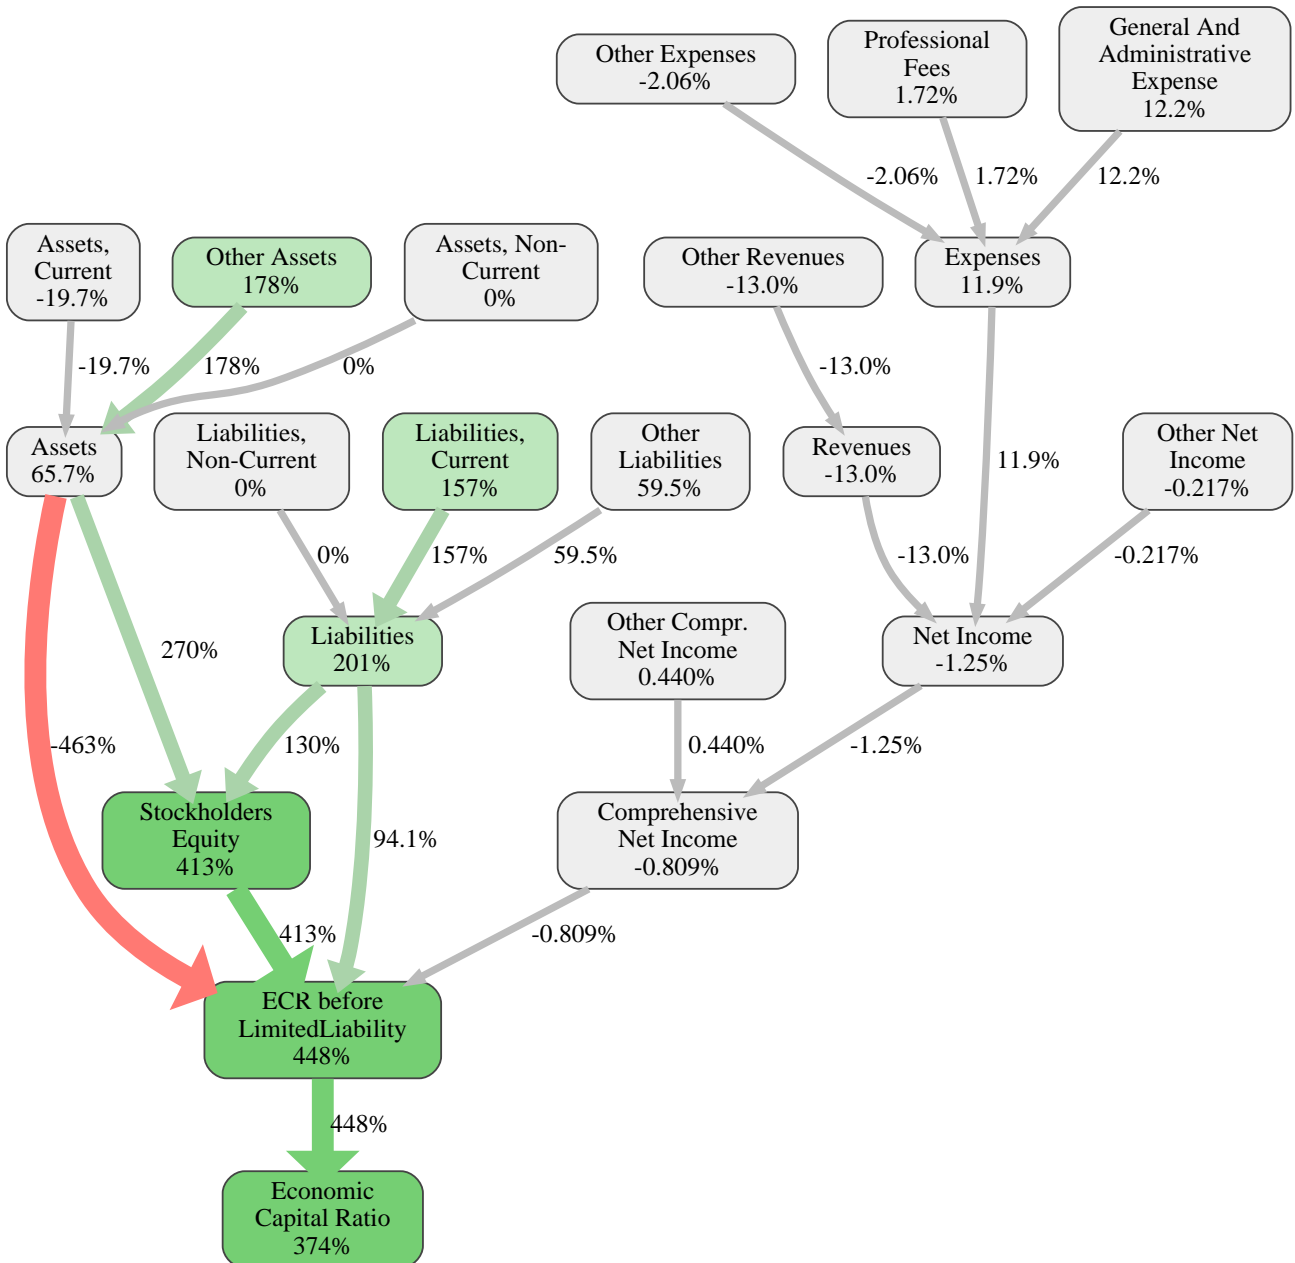 Other Expenses
-2.06%
Professional
Fees
1.72%
General And
Administrative
Expense
12.2%
-2.06%
1.72%
12.2%
Assets,
Current
-19.7%
Other Assets
178%
Assets, Non-
Current
0%
Other Revenues
-13.0%
Expenses
11.9%
-19.7%
178%
0%
-13.0%
Assets
65.7%
Liabilities,
Non-Current
0%
Liabilities,
Current
157%
Other
Liabilities
59.5%
Revenues
-13.0%
11.9%
Other Net
Income
-0.217%
0%
157%
59.5%
-13.0%
-0.217%
270%
Liabilities
201%
Other Compr.
Net Income
0.440%
Net Income
-1.25%
-463%
130%
0.440%
-1.25%
Stockholders
Equity
413%
94.1%
Comprehensive
Net Income
-0.809%
413%
-0.809%
ECR before
LimitedLiability
448%
448%
Economic
Capital Ratio
374%